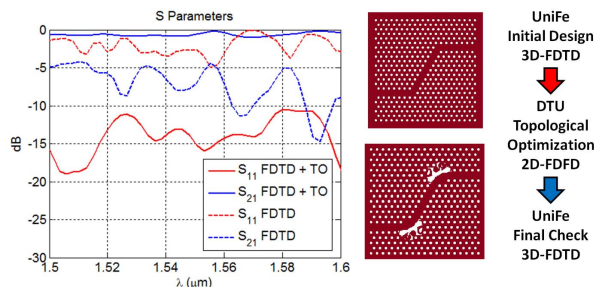 S Parameters
0
-5
-10
-15
-20
-25
-30
dB
1.5
1.52
1.54
1.56
1.58
1.6
λ (μm)
S11 FDTD + TO
S21 FDTD + TO
S11 FDTD
S21 FDTD
UniFe
Initial Design
3D-FDTD
DTU
Topological
Optimization
2D-FDFD
UniFe
Final Check
3D-FDTD